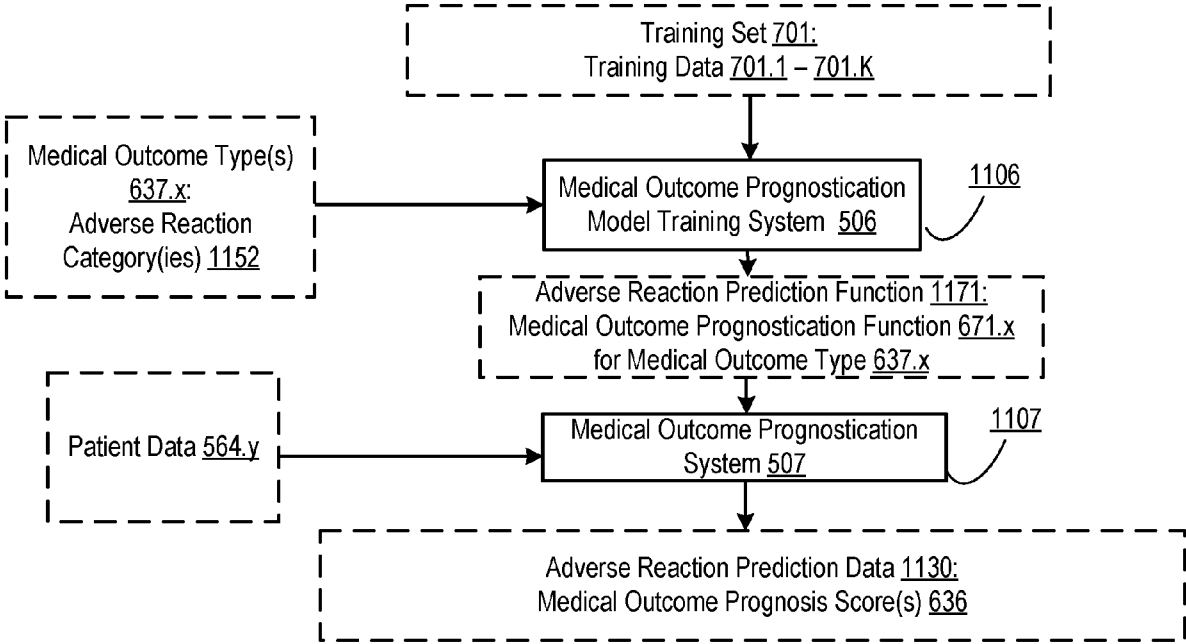 Training Set 701:
Training Data 701.1 – 701.K
Medical Outcome Type(s)
637.x:
Adverse Reaction
Category(ies) 1152
Medical Outcome Prognostication
Model Training System 506
1106
Adverse Reaction Prediction Function 1171:
Medical Outcome Prognostication Function 671.x
for Medical Outcome Type 637.x
Patient Data 564.y
Medical Outcome Prognostication
System 507
1107
Adverse Reaction Prediction Data 1130:
Medical Outcome Prognosis Score(s) 636